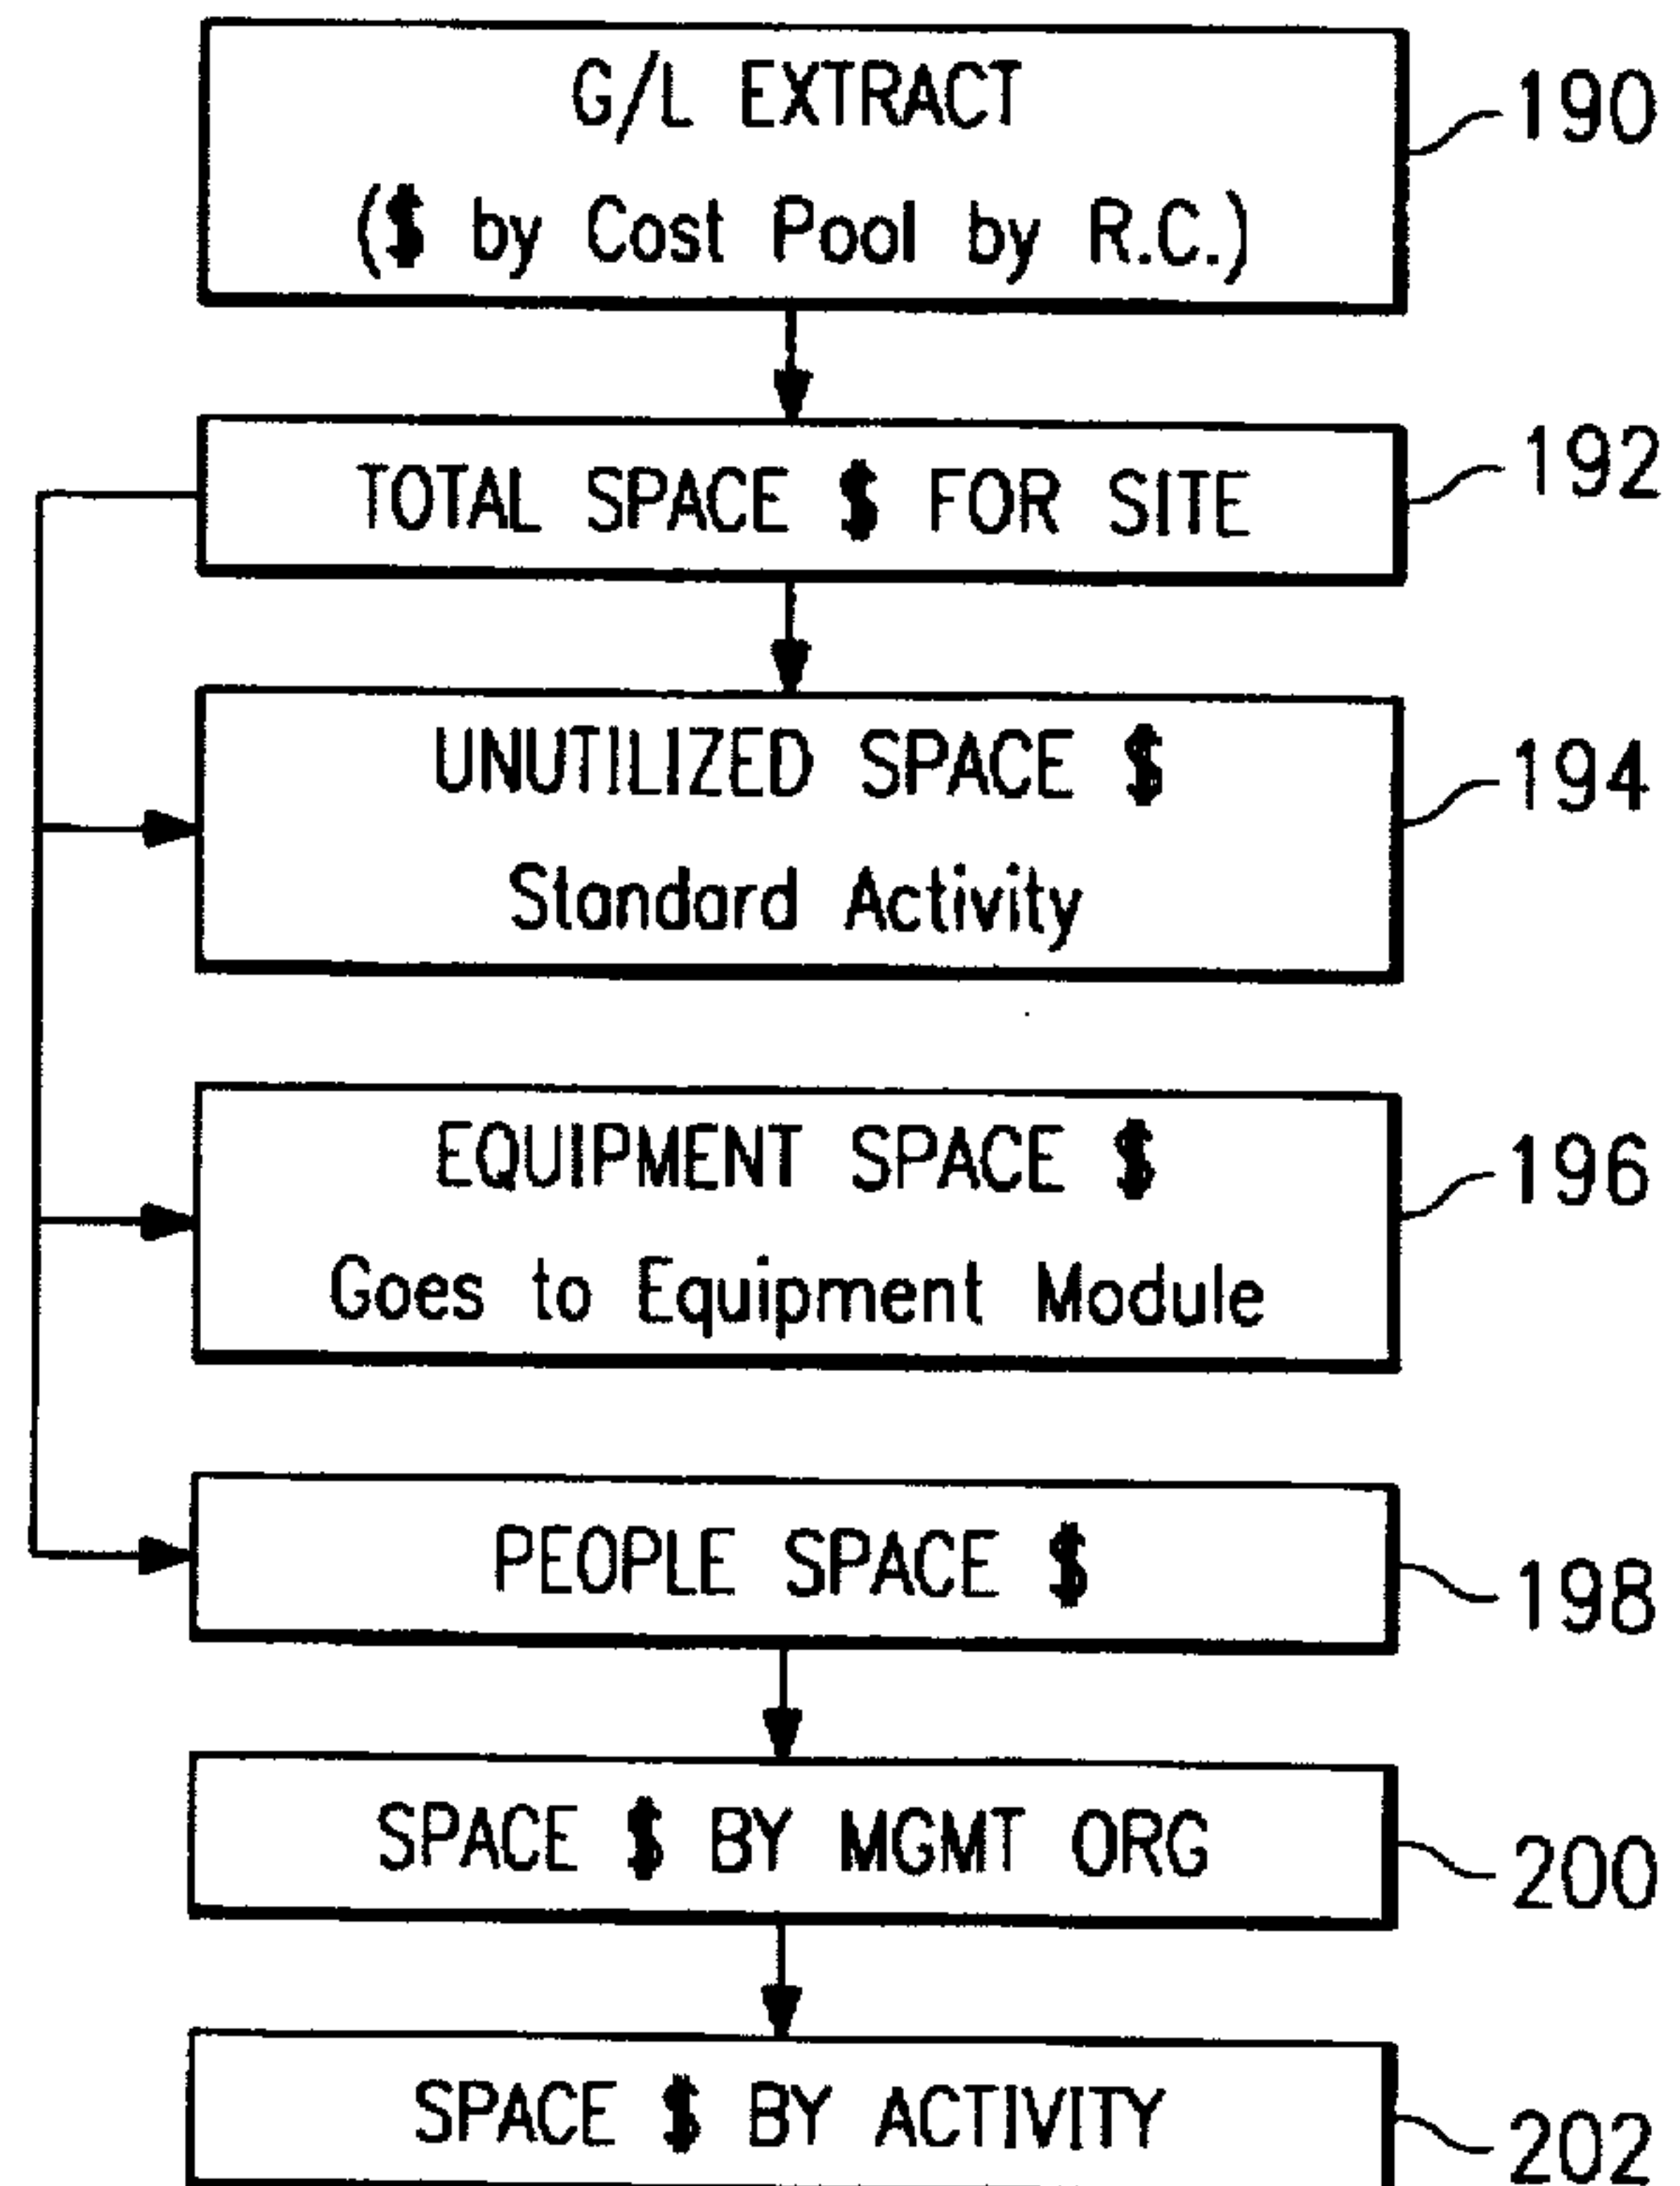 G/L EXTRACT
($ by Cost Pool by R.C.)
190
TOTAL SPACE $ FOR SITE
192
UNUTILIZED SPACE $
Standard Activity
194
EQUIPMENT SPACE $
Goes to Equipment Module
196
PEOPLE SPACE $
198
SPACE $ BY MGMT ORG
200
SPACE $ BY ACTIVITY
202